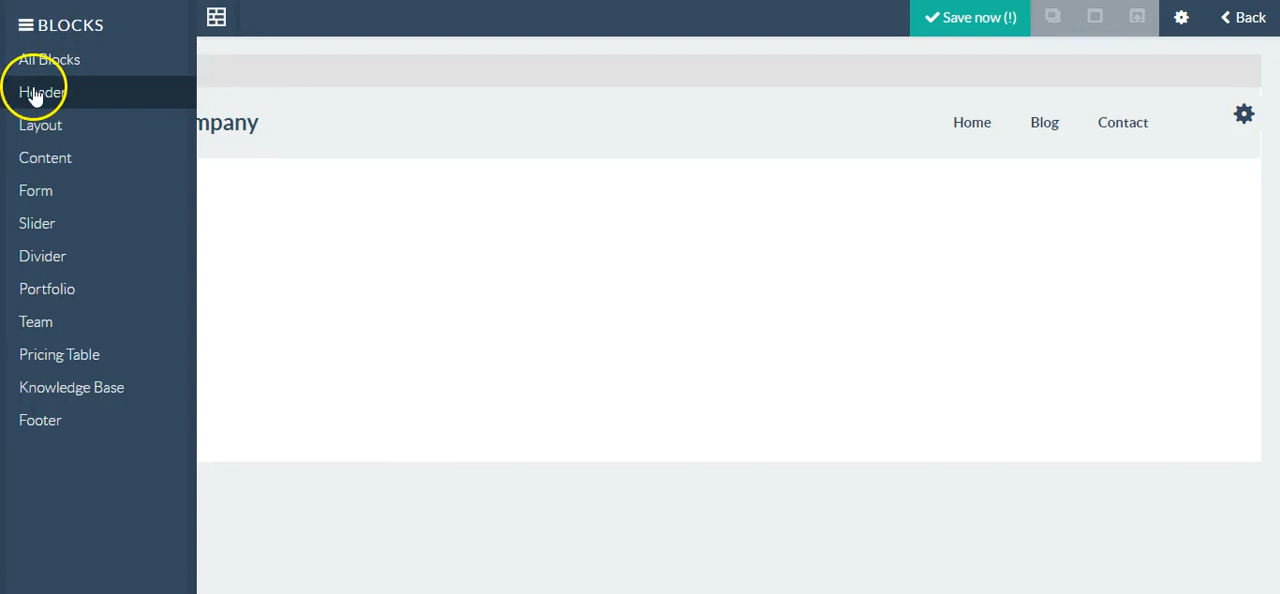 BLOCKS
Save now (!)
Back
All Blocks
Header
mpany
Home
Blog
Contact
Layout
Content
Form
Slider
Divider
Portfolio
Team
Pricing Table
Knowledge Base
Footer